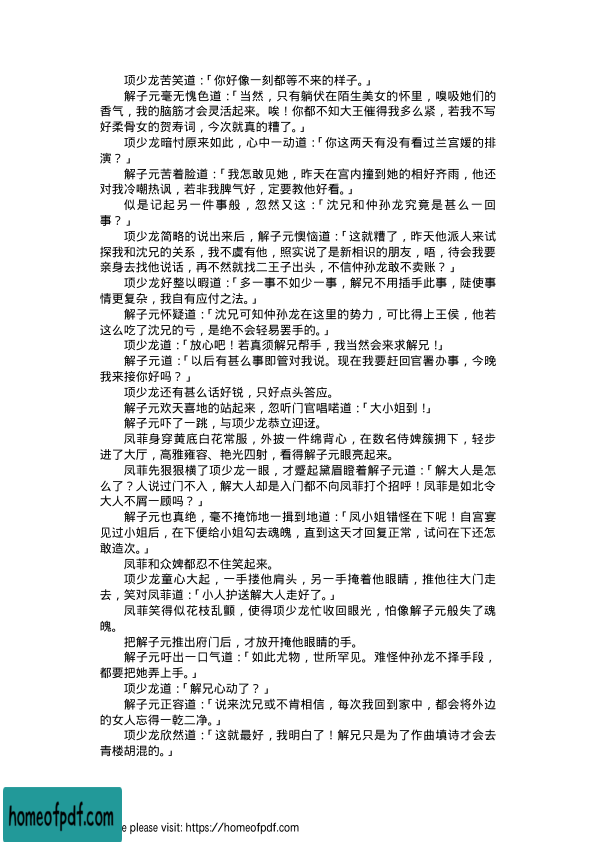 项少龙苦笑道：「你好像一刻都等不来的样子。」
解子元毫无愧色道：「当然，只有躺伏在陌生美女的怀里，嗅吸她们的
香气，我的脑筋才会灵活起来。唉！你都不知大王催得我多么紧，若我不写
好柔骨女的贺寿词，今次就真的糟了。」
项少龙暗忖原来如此，心中一动道：「你这两天有没有看过兰宫媛的排
演？」
解子元苦着脸道：「我怎敢见她，昨天在宫内撞到她的相好齐雨，他还
对我冷嘲热讽，若非我脾气好，定要教他好看。」
似是记起另一件事般，忽然又这：「沈兄和仲孙龙究竟是甚么一回
事？」
项少龙简略的说出来后，解子元懊恼道：「这就糟了，昨天他派人来试
探我和沈兄的关系，我不虞有他，照实说了是新相识的朋友，唔，待会我要
亲身去找他说话，再不然就找二王子出头，不信仲孙龙敢不卖账？」
项少龙好整以暇道：「多一事不如少一事，解兄不用插手此事，陡使事
情更复杂，我自有应付之法。」
解子元怀疑道：「沈兄可知仲孙龙在这里的势力，可比得上王侯，他若
这么吃了沈兄的亏，是绝不会轻易罢手的。」
项少龙道：「放心吧！若真须解兄帮手，我当然会来求解兄！」
解子元道：「以后有甚么事即管对我说。现在我要赶回官署办事，今晚
我来接你好吗？」
项少龙还有甚么话好锐，只好点头答应。
解子元欢天喜地的站起来，忽听门官唱喏道：「大小姐到！」
解子元吓了一跳，与项少龙恭立迎迓。
凤菲身穿黄底白花常服，外披一件绵背心，在数名侍婢簇拥下，轻步
进了大厅，高雅雍容、艳光四射，看得解子元眼亮起来。
凤菲先狠狠横了项少龙一眼，才蹙起黛眉瞪着解子元道：「解大人是怎
么了？人说过门不入，解大人却是入门都不向凤菲打个招呼！凤菲是如北令
大人不屑一顾吗？」
解子元也真绝，毫不掩饰地一揖到地道：「凤小姐错怪在下呢！自宫宴
见过小姐后，在下便给小姐勾去魂魄，直到这天才回复正常，试问在下还怎
敢造次。」
凤菲和众婢都忍不住笑起来。
项少龙童心大起，一手搂他肩头，另一手掩着他眼睛，推他往大门走
去，笑对凤菲道：「小人护送解大人走好了。」
凤菲笑得似花枝乱颤，使得项少龙忙收回眼光，怕像解子元般失了魂
魄。
把解子元推出府门后，才放开掩他眼睛的手。
解子元吁出一口气道：「如此尤物，世所罕见。难怪仲孙龙不择手段，
都要把她弄上手。」
项少龙道：「解兄心动了？」
解子元正容道：「说来沈兄或不肯相信，每次我回到家中，都会将外边
的女人忘得一乾二净。」
项少龙欣然道：「这就最好，我明白了！解兄只是为了作曲填诗才会去
青楼胡混的。」
homeofpdf.com
e please visit: https://homeofpdf.com